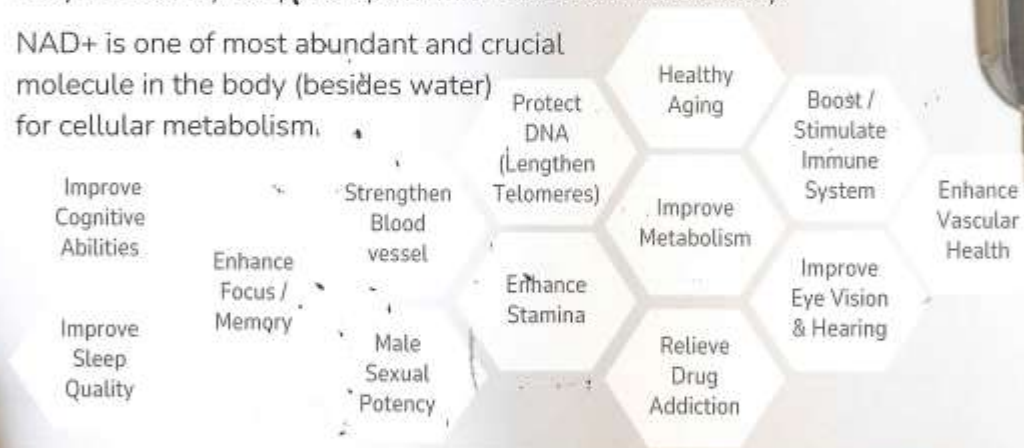 NAD+ is one of most abundant and crucial
molecule in the body (besides water)
for cellular metabolism.
Improve
Cognitive
Abilities
Improve
Sleep
Quality
Enhance
Focus /
Memory
Strengthen
Blood
vessel
Male
Sexual
Potency
Protect
DNA
(Lengthen
Telomeres)
Enhance
Stamina
Healthy
Aging
Improve
Metabolism
Relieve
Drug
Addiction
Boost /
Stimulate
Immune
System
Improve
Eye Vision
& Hearing
Enhance
Vascular
Health